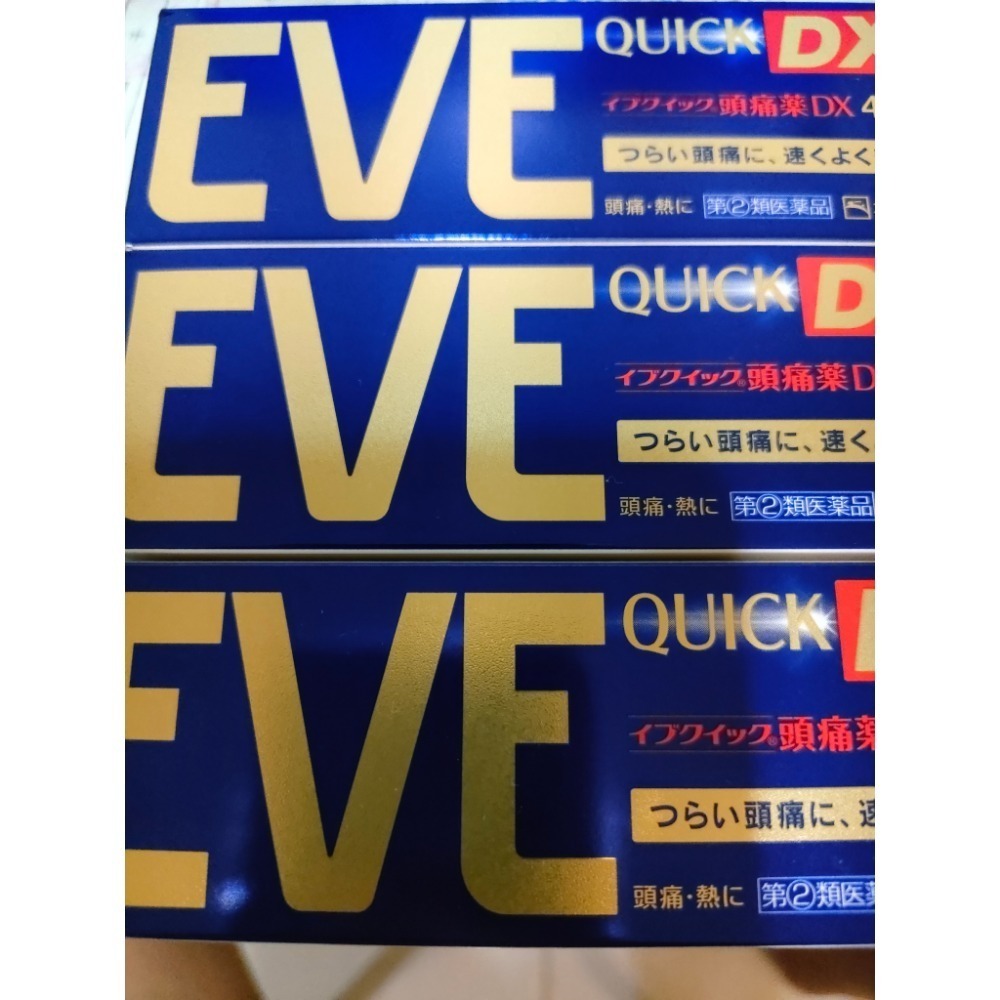 EVE QUICK DX
イブクイック 頭痛薬DX 4
つらい頭痛に、速くよく
頭痛・熱に 第②類医薬品
EVE QUICK D
イブクイック® 頭痛薬D
つらい頭痛に、速く
頭痛・熱に 第②類医薬品
EVE QUICK
イブクイック® 頭痛薬
つらい頭痛に、速
頭痛・熱に 第②類医薬